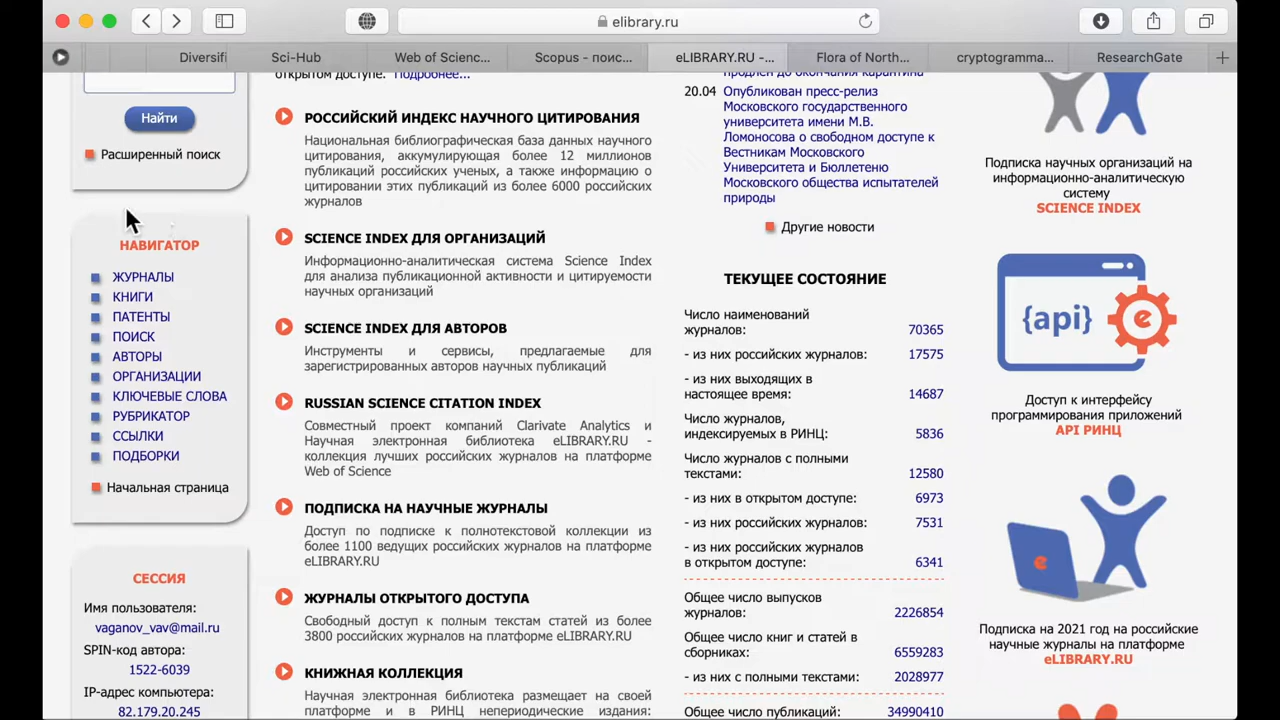 elibrary.ru
Diversifi
Sci-Hub
Web of Scienc...
Scopus - поис...
eLIBRARY.RU -...
Flora of North...
cryptogramma...
ResearchGate
Найти
Расширенный поиск
НАВИГАТОР
ЖУРНАЛЫ
КНИГИ
ПАТЕНТЫ
ПОИСК
АВТОРЫ
ОРГАНИЗАЦИИ
КЛЮЧЕВЫЕ СЛОВА
РУБРИКАТОР
ССЫЛКИ
ПОДБОРКИ
Начальная страница
СЕССИЯ
Имя пользователя:
vaganov_vav@mail.ru
SPIN-код автора:
1522-6039
IP-адрес компьютера:
82.179.20.245
открытом доступе. Подробнее...
РОССИЙСКИЙ ИНДЕКС НАУЧНОГО ЦИТИРОВАНИЯ
Национальная библиографическая база данных научного
цитирования, аккумулирующая более 12 миллионов
публикаций российских ученых, а также информацию о
цитировании этих публикаций из более 6000 российских
журналов
SCIENCE INDEX ДЛЯ ОРГАНИЗАЦИЙ
Информационно-аналитическая система Science Index
для анализа публикационной активности и цитируемости
научных организаций
SCIENCE INDEX ДЛЯ АВТОРОВ
Инструменты и сервисы, предлагаемые для
зарегистрированных авторов научных публикаций
RUSSIAN SCIENCE CITATION INDEX
Совместный проект компаний Clarivate Analytics и
Научная электронная библиотека eLIBRARY.RU -
коллекция лучших российских журналов на платформе
Web of Science
ПОДПИСКА НА НАУЧНЫЕ ЖУРНАЛЫ
Доступ по подписке к полнотекстовой коллекции из
более 1100 ведущих российских журналов на платформе
eLIBRARY.RU
ЖУРНАЛЫ ОТКРЫТОГО ДОСТУПА
Свободный доступ к полным текстам статей из более
3800 российских журналов на платформе eLIBRARY.RU
КНИЖНАЯ КОЛЛЕКЦИЯ
Научная электронная библиотека размещает на своей
платформе и в РИНЦ непериодические издания:
продлен до окончания карантина
20.04 Опубликован пресс-релиз
Московского государственного
университета имени М.В.
Ломоносова о свободном доступе к
Вестникам Московского
Университета и Бюллетеню
Московского общества испытателей
природы
Другие новости
ТЕКУЩЕЕ СОСТОЯНИЕ
Число наименований
журналов: 70365
- из них российских журналов: 17575
- из них выходящих в
настоящее время: 14687
Число журналов,
индексируемых в РИНЦ: 5836
Число журналов с полными
текстами: 12580
- из них в открытом доступе: 6973
- из них российских журналов: 7531
- из них российских журналов
в открытом доступе: 6341
Общее число выпусков
журналов: 2226854
Общее число книг и статей в
сборниках: 6559283
- из них с полными текстами: 2028977
Общее число публикаций: 34990410
Подписка научных организаций на
информационно-аналитическую
систему
SCIENCE INDEX
{api} e
Доступ к интерфейсу
программирования приложений
API РИНЦ
e
Подписка на 2021 год на российские
научные журналы на платформе
eLIBRARY.RU